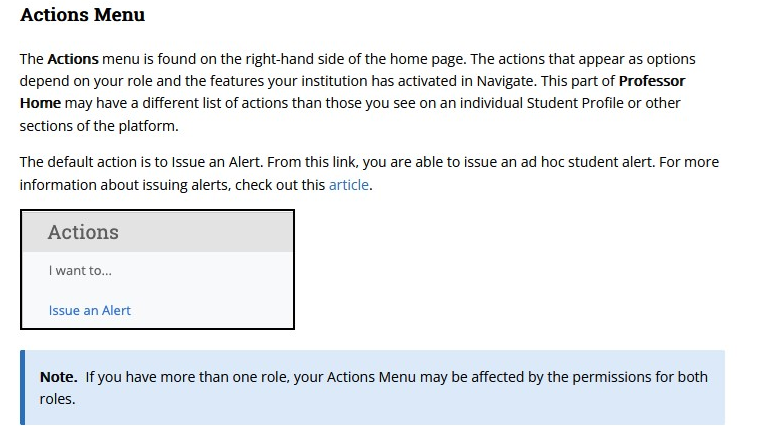 Actions Menu
The Actions menu is found on the right-hand side of the home page. The actions that appear as options
depend on your role and the features your institution has activated in Navigate. This part of Professor
Home may have a different list of actions than those you see on an individual Student Profile or other
sections of the platform.
The default action is to Issue an Alert. From this link, you are able to issue an ad hoc student alert. For more
information about issuing alerts, check out this article.
Actions
I want to...
Issue an Alert
Note. If you have more than one role, your Actions Menu may be affected by the permissions for both
roles.